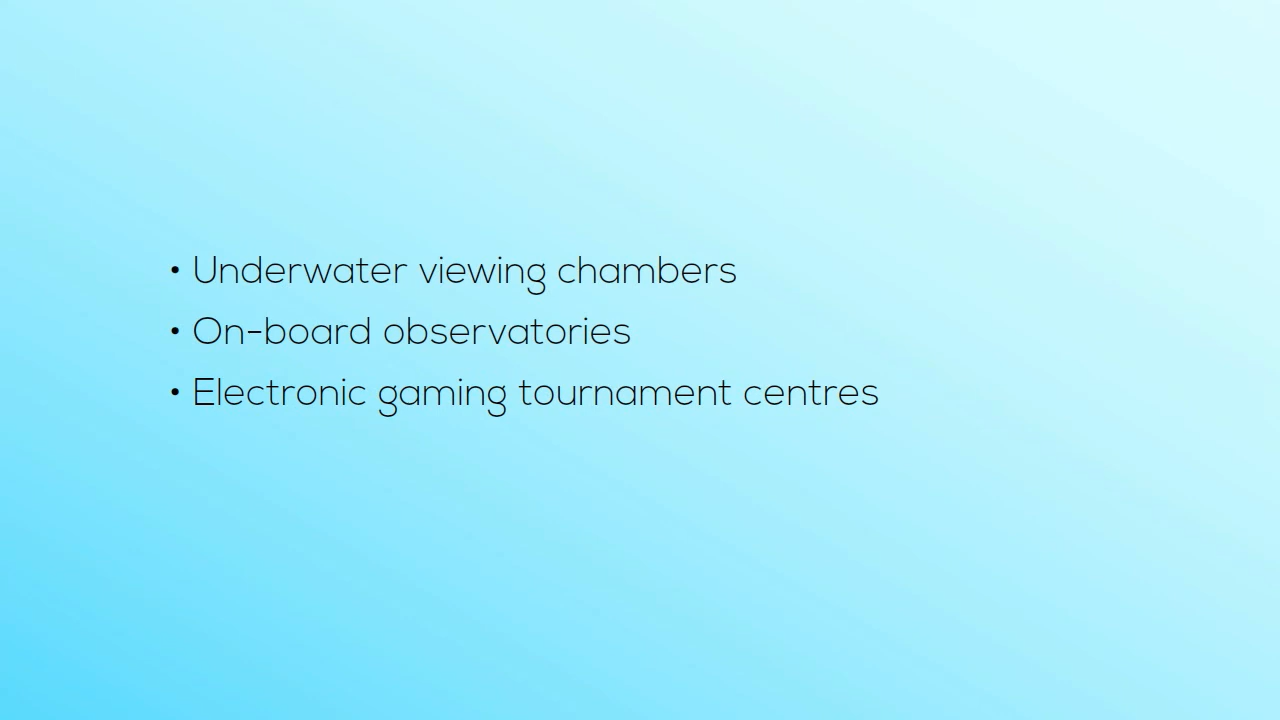 • Underwater viewing chambers
• On-board observatories
• Electronic gaming tournament centres